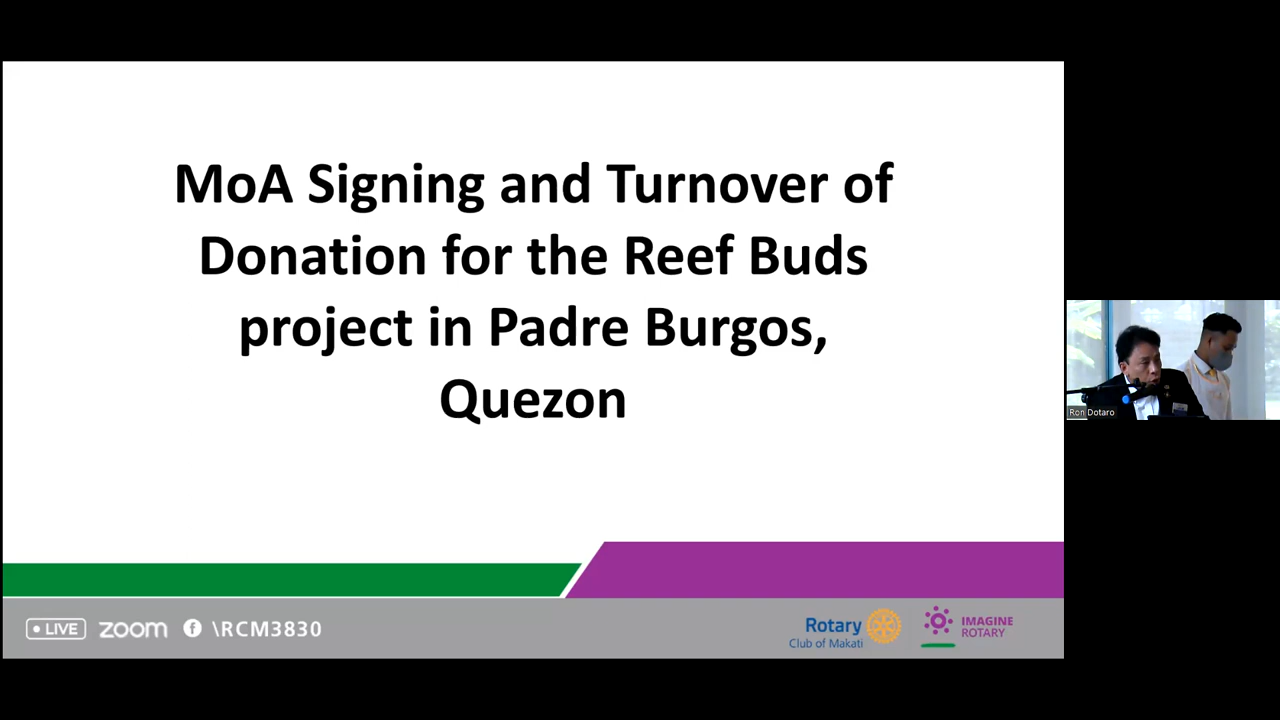 MoA Signing and Turnover of
Donation for the Reef Buds
project in Padre Burgos,
Quezon
Ron Dotaro
• LIVE zoom f \RCM3830
Rotary
Club of Makati
IMAGINE
ROTARY